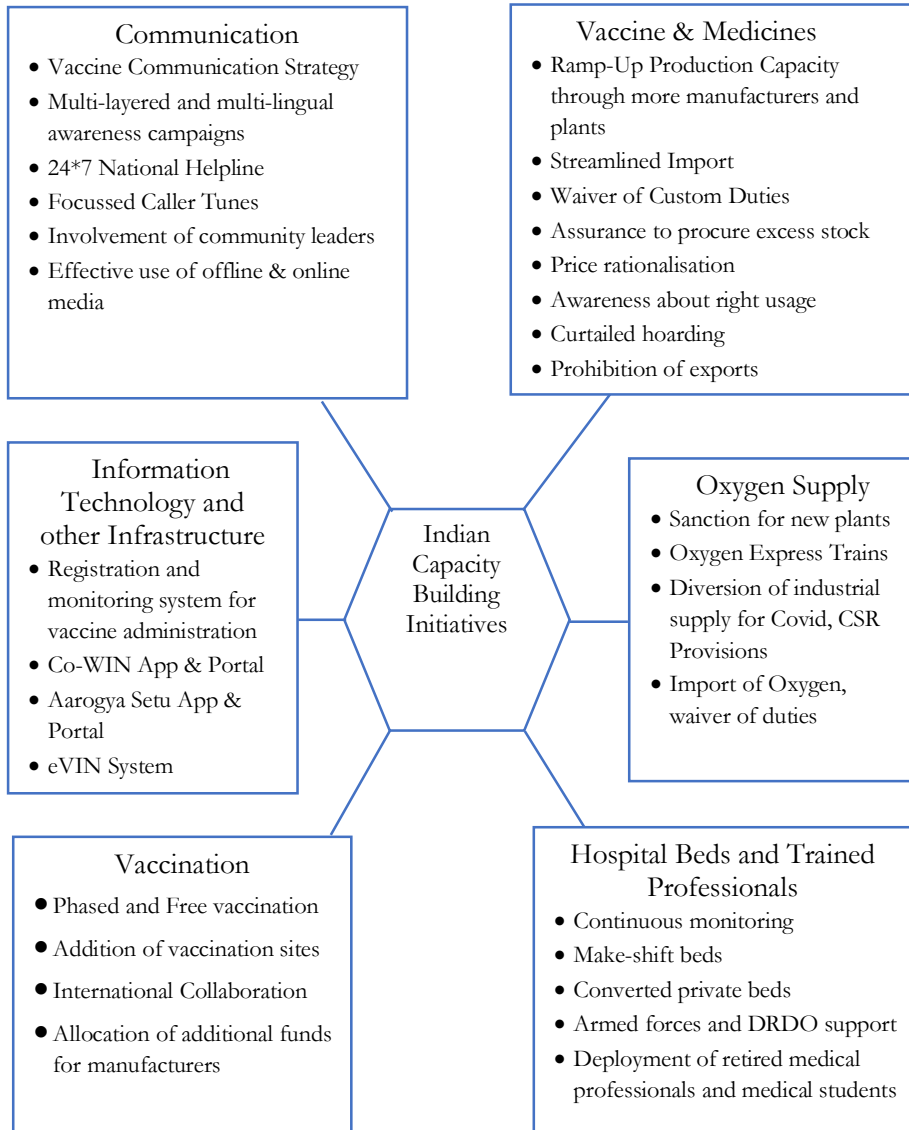 Communication
• Vaccine Communication Strategy
• Multi-layered and multi-lingual
awareness campaigns
• 24*7 National Helpline
• Focussed Caller Tunes
• Involvement of community leaders
• Effective use of offline & online
media
Vaccine & Medicines
• Ramp-Up Production Capacity
through more manufacturers and
plants
• Streamlined Import
• Waiver of Custom Duties
• Assurance to procure excess stock
• Price rationalisation
• Awareness about right usage
• Curtailed hoarding
• Prohibition of exports
Information
Technology and
other Infrastructure
• Registration and
monitoring system for
vaccine administration
• Co-WIN App & Portal
• Aarogya Setu App &
Portal
• eVIN System
Indian
Capacity
Building
Initiatives
Oxygen Supply
• Sanction for new plants
• Oxygen Express Trains
• Diversion of industrial
supply for Covid, CSR
Provisions
• Import of Oxygen,
waiver of duties
Vaccination
• Phased and Free vaccination
• Addition of vaccination sites
• International Collaboration
• Allocation of additional funds
for manufacturers
Hospital Beds and Trained
Professionals
• Continuous monitoring
• Make-shift beds
• Converted private beds
• Armed forces and DRDO support
• Deployment of retired medical
professionals and medical students